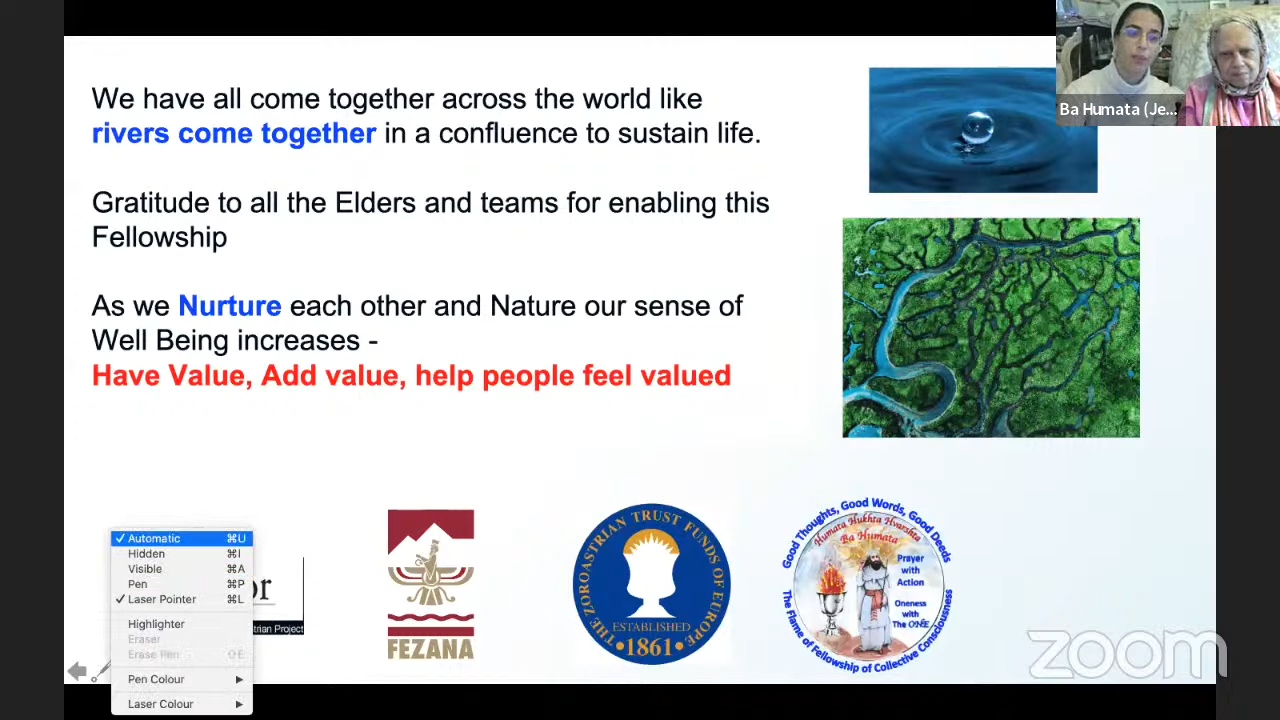 Ba Humata (Je...
We have all come together across the world like
rivers come together in a confluence to sustain life.
Gratitude to all the Elders and teams for enabling this
Fellowship
As we Nurture each other and Nature our sense of
Well Being increases -
Have Value, Add value, help people feel valued
✓ Automatic ⌘U
Hidden ⌘I
Visible ⌘A
Pen ⌘P
✓ Laser Pointer ⌘L
Highlighter
Eraser
Erase Pen ⇧E
Pen Colour ▶
Laser Colour ▶
or
strian Project
FEZANA
THE ZOROASTRIAN TRUST FUNDS OF EUROPE
ESTABLISHED
•1861•
Good Thoughts, Good Words, Good Deeds
Humata Hukhta Hvarshta
Ba Humata
Prayer
with
Action
Oneness
with
The ONE
The Flame of Fellowship of Collective Consciousness
zoom